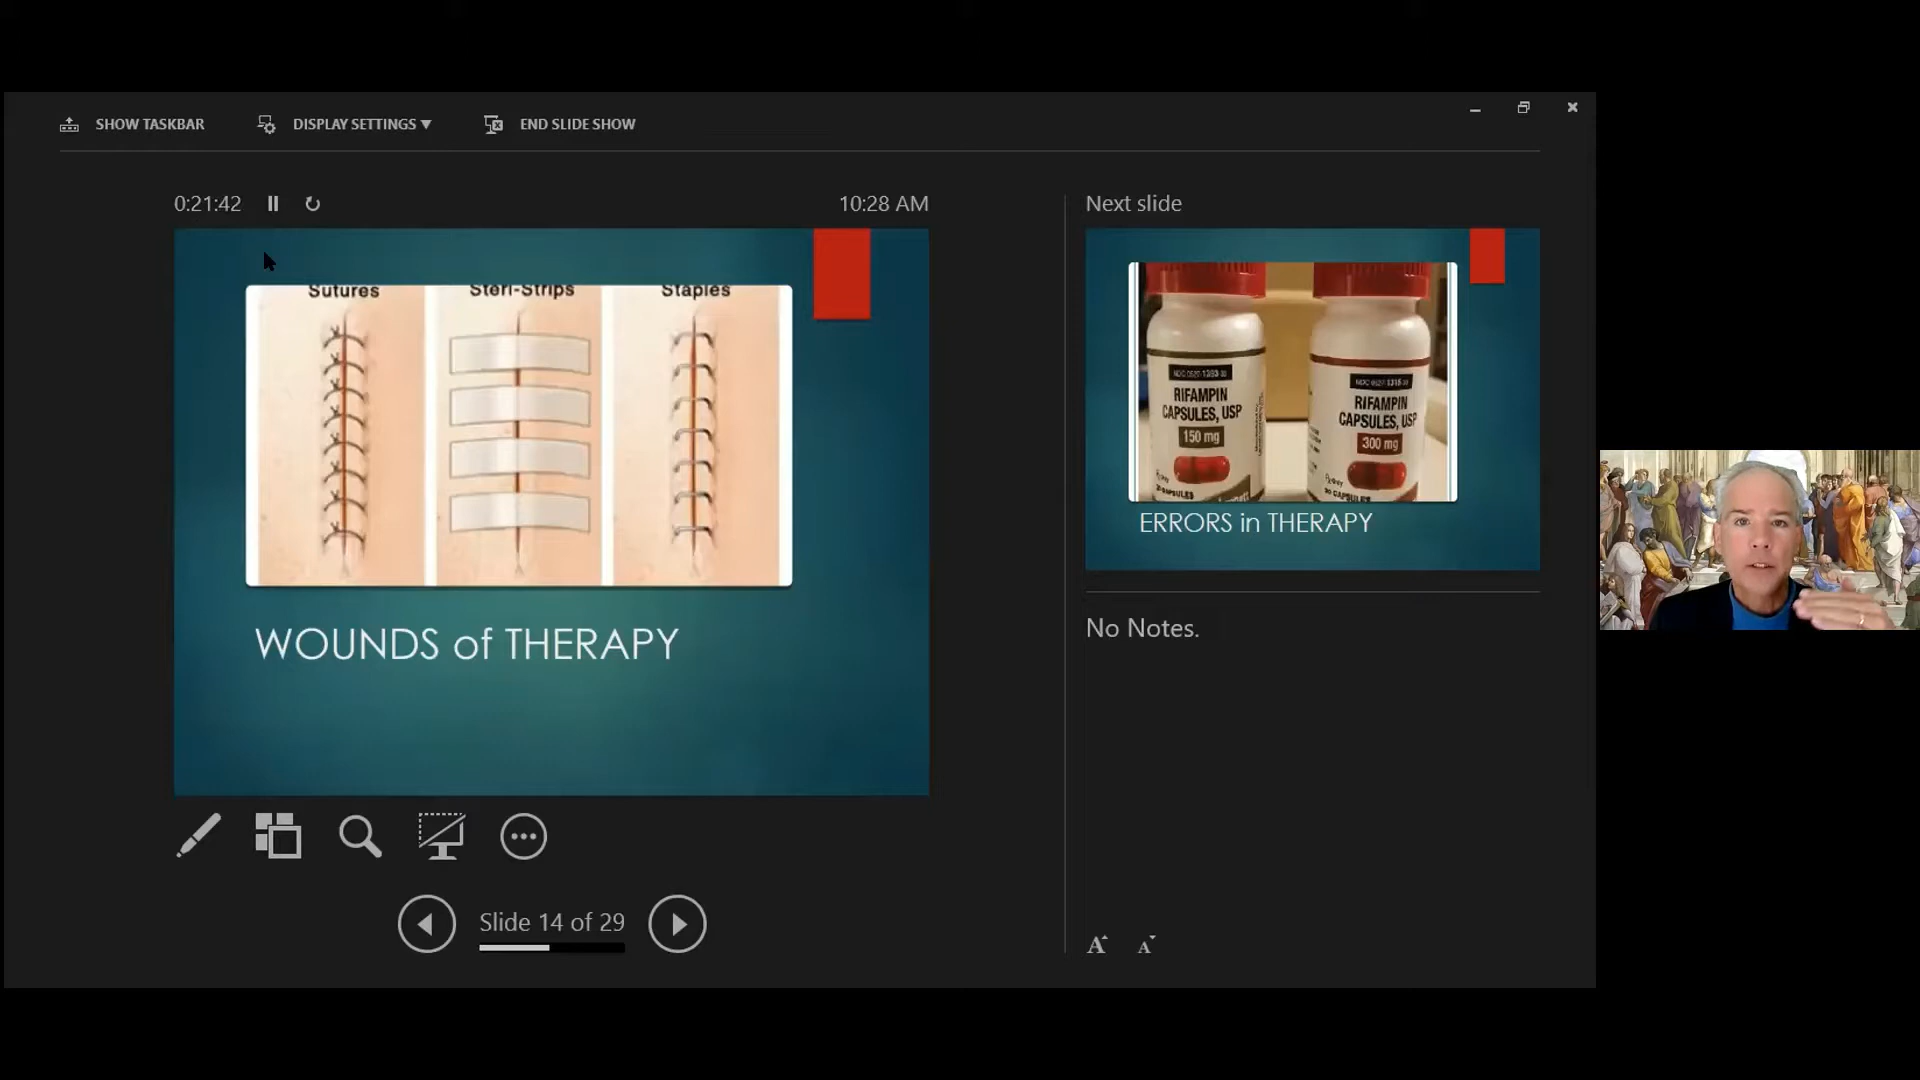 SHOW TASKBAR
DISPLAY SETTINGS
END SLIDE SHOW
0:21:42
10:28 AM
Sutures
Steri-Strips
Staples
WOUNDS of THERAPY
Slide 14 of 29
Next slide
RIFAMPIN
CAPSULES, USP
150 mg
RIFAMPIN
CAPSULES, USP
300 mg
ERRORS in THERAPY
No Notes.
A
A